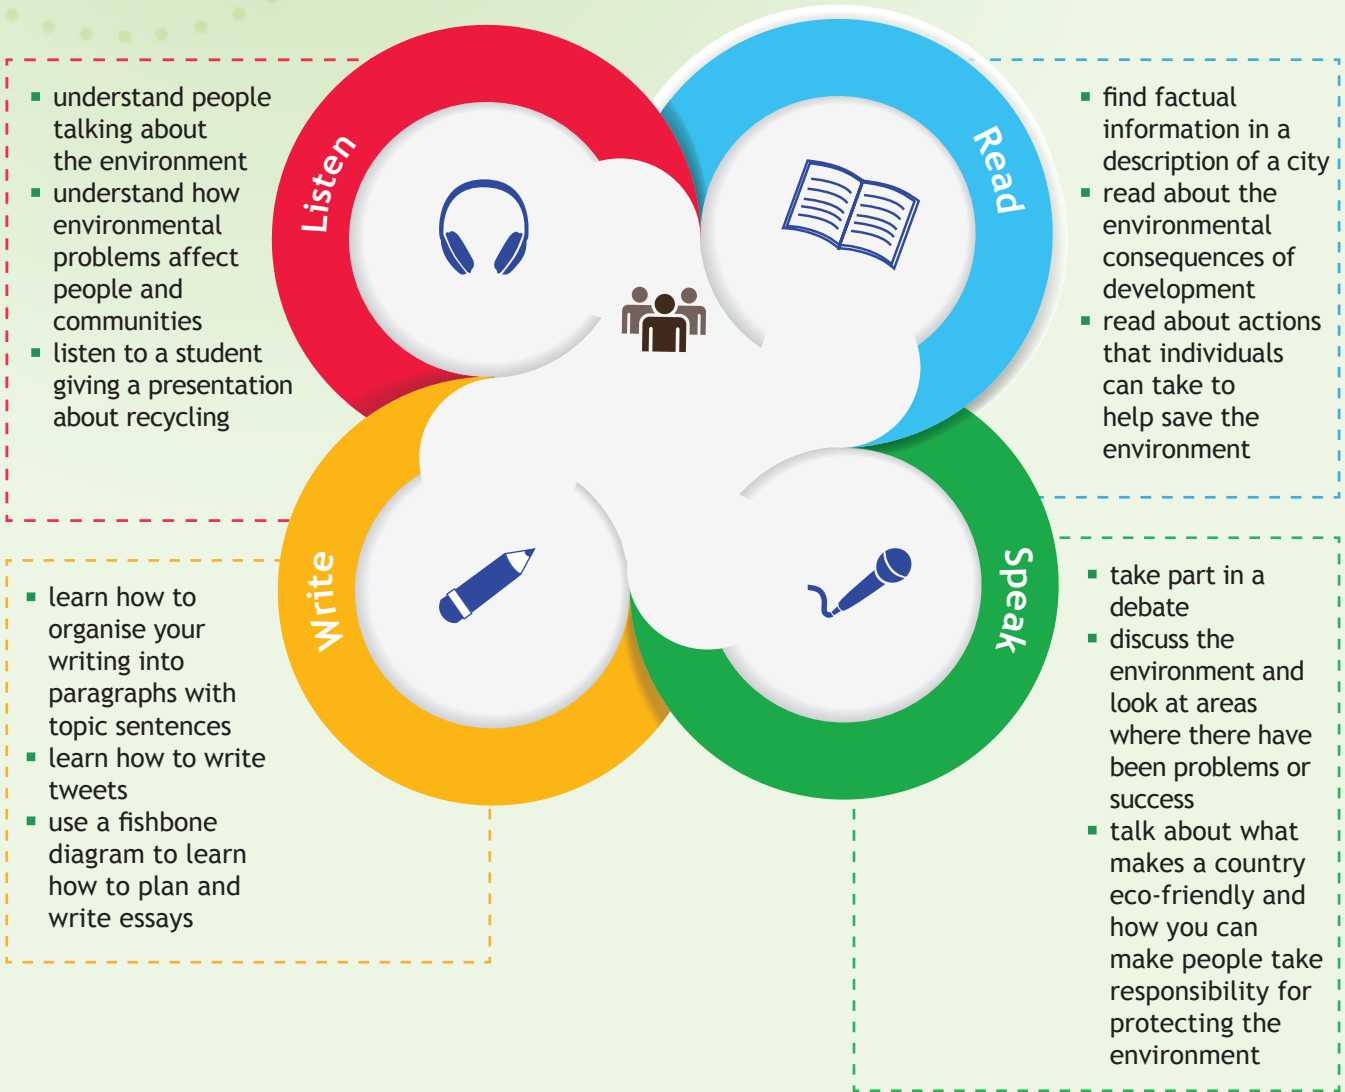 Listen
▪ understand people
talking about
the environment
▪ understand how
environmental
problems affect
people and
communities
▪ listen to a student
giving a presentation
about recycling
Read
▪ find factual
information in a
description of a city
▪ read about the
environmental
consequences of
development
▪ read about actions
that individuals
can take to
help save the
environment
Write
▪ learn how to
organise your
writing into
paragraphs with
topic sentences
▪ learn how to write
tweets
▪ use a fishbone
diagram to learn
how to plan and
write essays
Speak
▪ take part in a
debate
▪ discuss the
environment and
look at areas
where there have
been problems or
success
▪ talk about what
makes a country
eco-friendly and
how you can
make people take
responsibility for
protecting the
environment